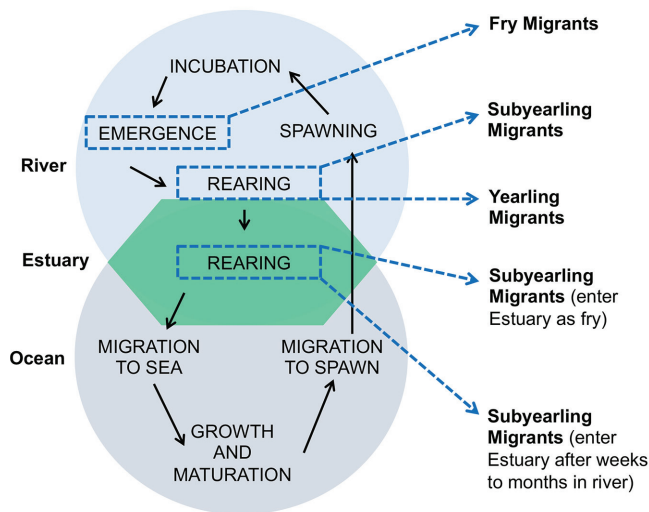 Fry Migrants
INCUBATION
EMERGENCE
SPAWNING
Subyearling
Migrants
River
REARING
Yearling
Migrants
Estuary
REARING
Subyearling
Migrants (enter
Estuary as fry)
Ocean
MIGRATION
TO SEA
MIGRATION
TO SPAWN
GROWTH
AND
MATURATION
Subyearling
Migrants (enter
Estuary after weeks
to months in river)